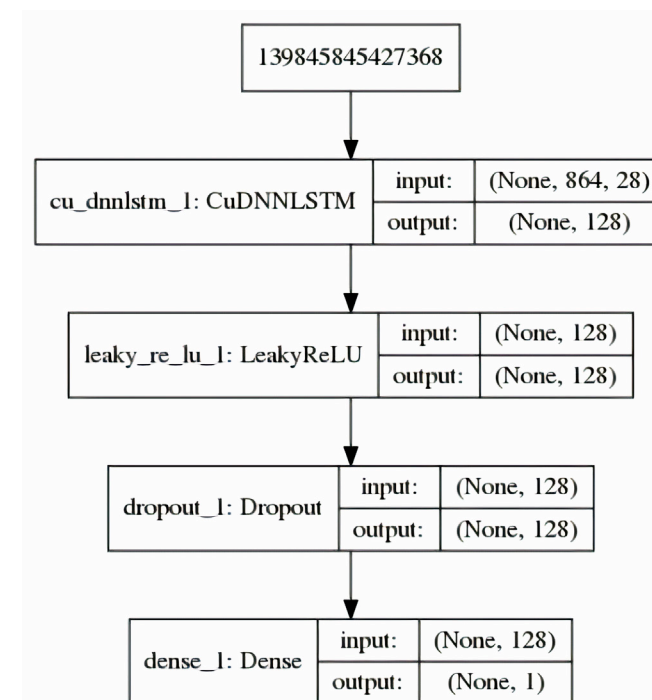 139845845427368
cu_dnnlstm_1: CuDNNLSTM
input: (None, 864, 28)
output: (None, 128)
leaky_re_lu_1: LeakyReLU
input: (None, 128)
output: (None, 128)
dropout_1: Dropout
input: (None, 128)
output: (None, 128)
dense_1: Dense
input: (None, 128)
output: (None, 1)